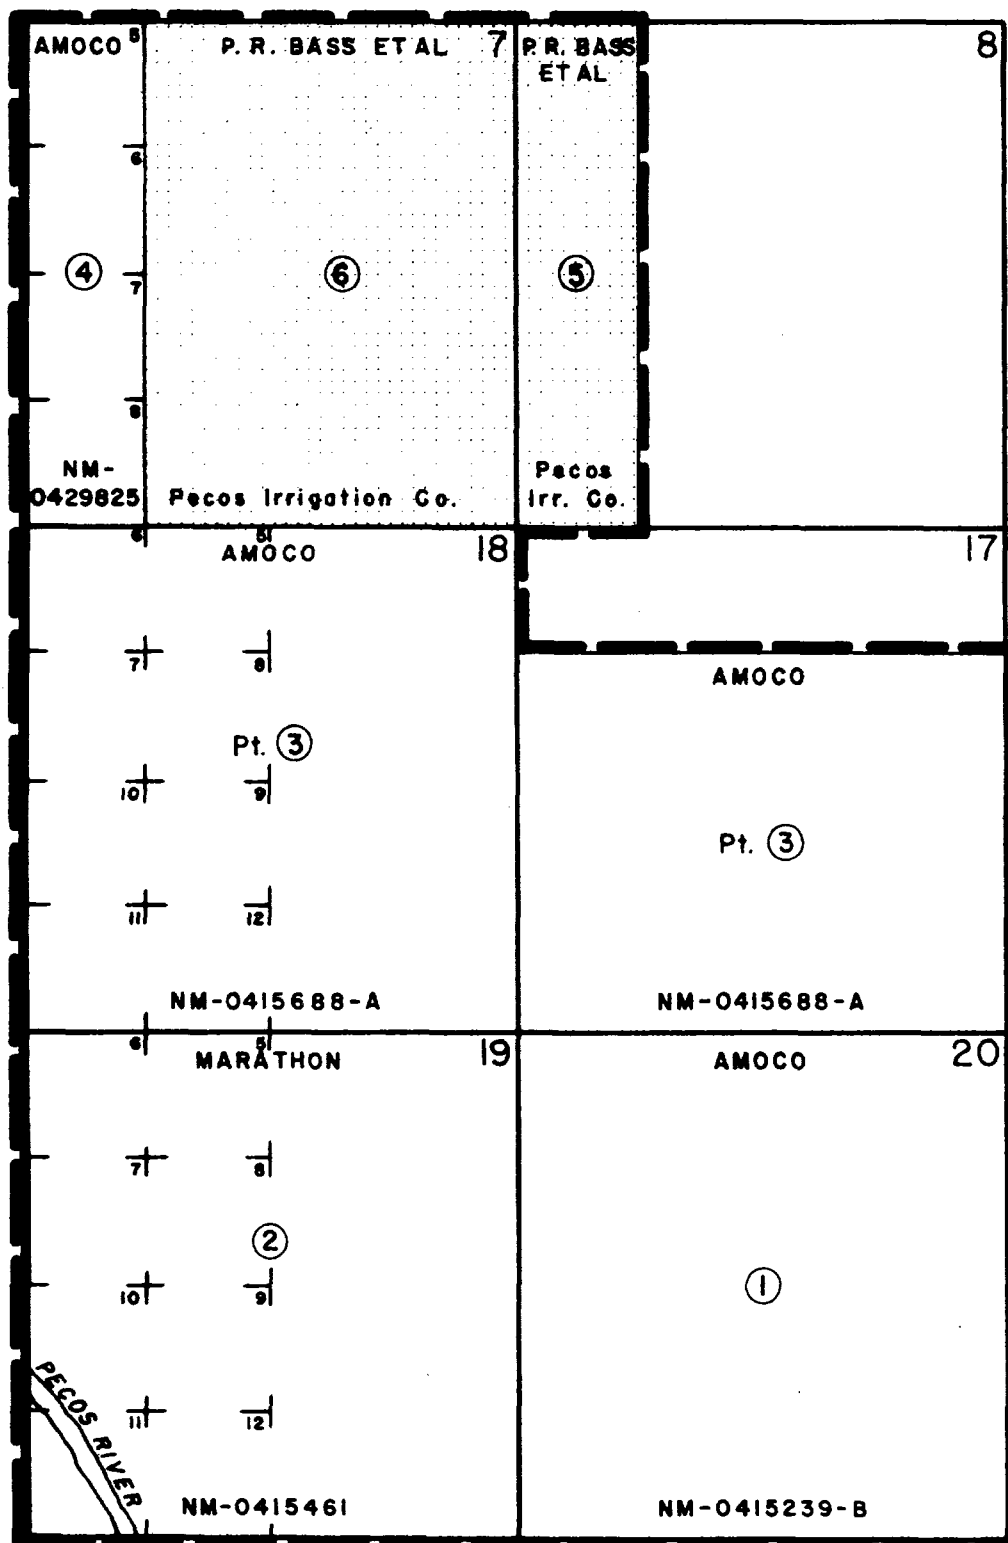 AMOCO 5
P. R. BASS ET AL 7
P. R. BASS
ET AL
8
6
4
7
6
5
8
NM-
0429825
Pecos Irrigation Co.
Pecos
Irr. Co.
6 5
AMOCO
18
17
7 8
AMOCO
Pt. 3
10 9
Pt. 3
11 12
NM-0415688-A
NM-0415688-A
6 5
MARATHON
19
AMOCO
20
7 8
2
10 9
1
PECOS RIVER
11 12
NM-0415461
NM-0415239-B